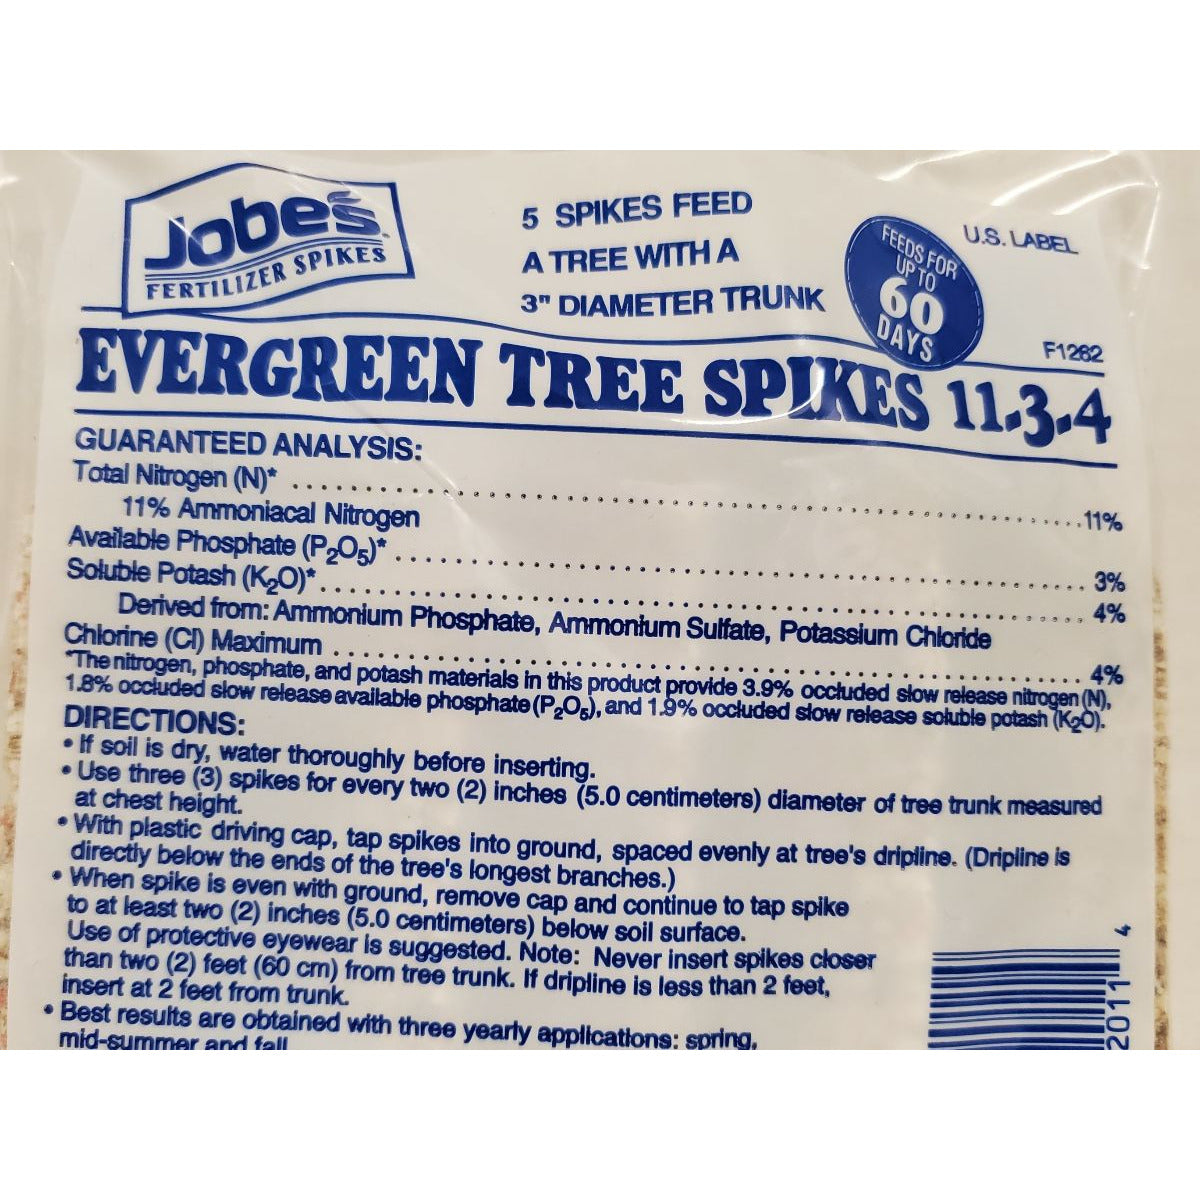 Jobe's
FERTILIZER SPIKES
5 SPIKES FEED
A TREE WITH A
3" DIAMETER TRUNK
FEEDS FOR
UP TO
60
DAYS
U.S. LABEL
F1262
EVERGREEN TREE SPIKES 11-3-4
GUARANTEED ANALYSIS:
Total Nitrogen (N)* 11%
11% Ammoniacal Nitrogen
Available Phosphate (P₂O₅)* 3%
Soluble Potash (K₂O)* 4%
Derived from: Ammonium Phosphate, Ammonium Sulfate, Potassium Chloride
Chlorine (Cl) Maximum 4%
*The nitrogen, phosphate, and potash materials in this product provide 3.9% occluded slow release nitrogen (N),
1.8% occluded slow release available phosphate (P₂O₅), and 1.9% occluded slow release soluble potash (K₂O).
DIRECTIONS:
• If soil is dry, water thoroughly before inserting.
• Use three (3) spikes for every two (2) inches (5.0 centimeters) diameter of tree trunk measured
at chest height.
• With plastic driving cap, tap spikes into ground, spaced evenly at tree's dripline. (Dripline is
directly below the ends of the tree's longest branches.)
• When spike is even with ground, remove cap and continue to tap spike
to at least two (2) inches (5.0 centimeters) below soil surface.
Use of protective eyewear is suggested. Note: Never insert spikes closer
than two (2) feet (60 cm) from tree trunk. If dripline is less than 2 feet,
insert at 2 feet from trunk.
• Best results are obtained with three yearly applications: spring,
mid-summer and fall
2011 4